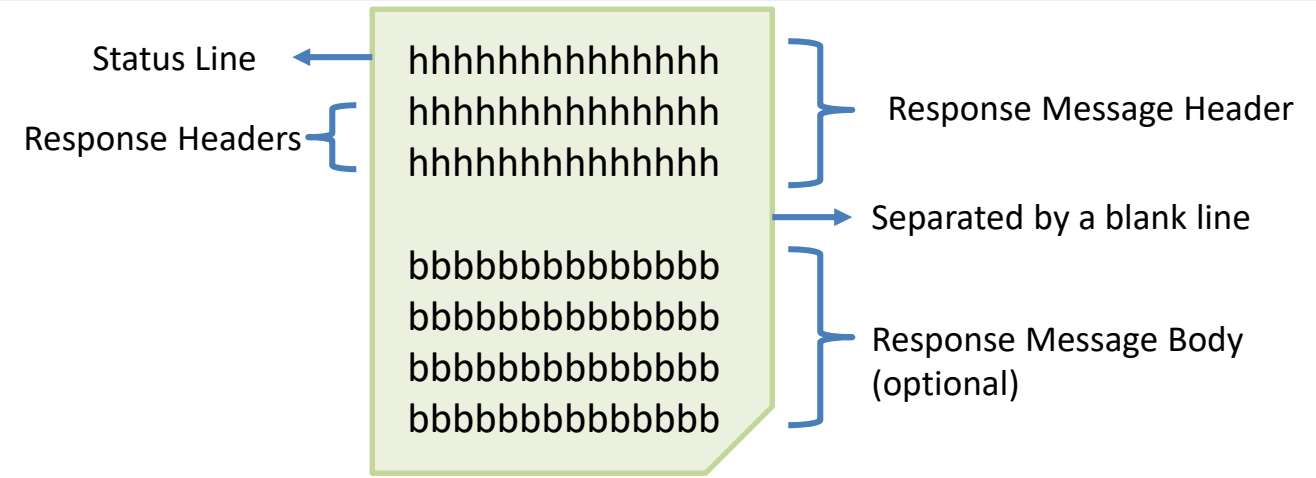 Status Line
hhhhhhhhhhhhhh
hhhhhhhhhhhhhh
Response Headers
hhhhhhhhhhhhhh
Response Message Header
Separated by a blank line
bbbbbbbbbbbbbb
bbbbbbbbbbbbbb
bbbbbbbbbbbbbb
bbbbbbbbbbbbbb
Response Message Body
(optional)